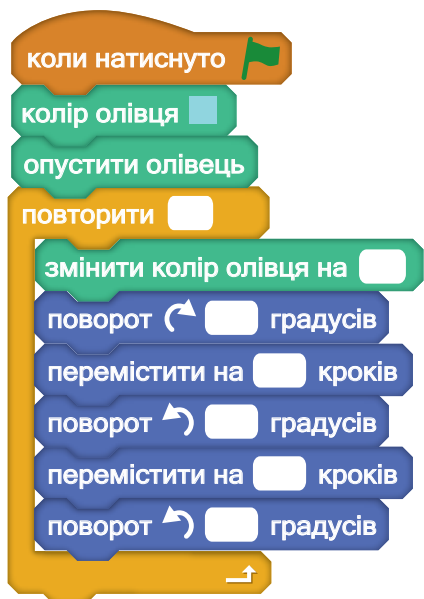 коли натиснуто
колір олівця
опустити олівець
повторити
змінити колір олівця на
поворот градусів
перемістити на кроків
поворот градусів
перемістити на кроків
поворот градусів